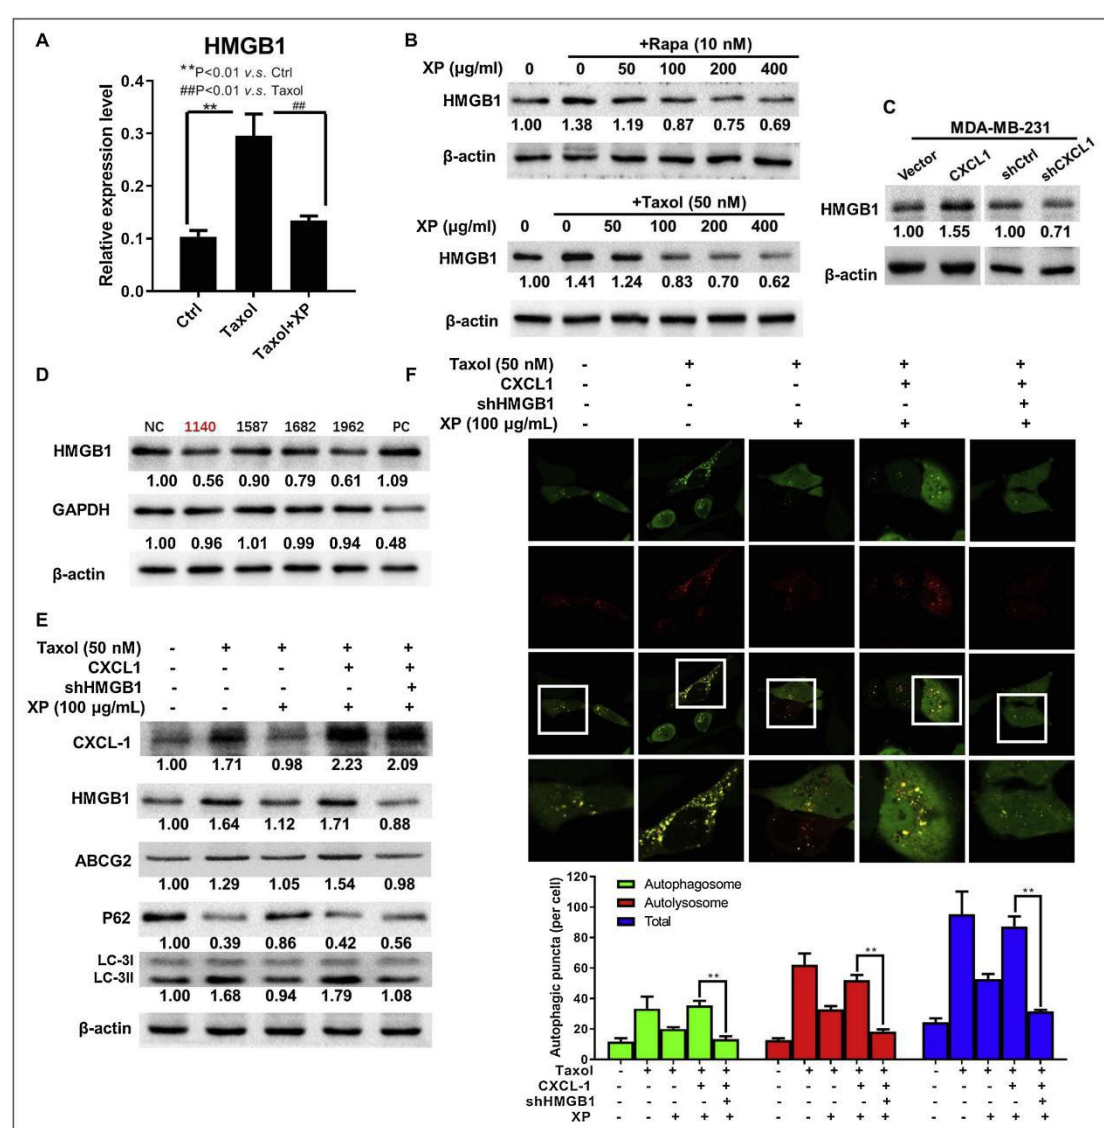 A
HMGB1
**P<0.01 v.s. Ctrl
##P<0.01 v.s. Taxol
** ##
Relative expression level
0.4
0.3
0.2
0.1
0.0
Ctrl Taxol Taxol+XP
B
+Rapa (10 nM)
XP (μg/ml) 0 0 50 100 200 400
HMGB1
1.00 1.38 1.19 0.87 0.75 0.69
β-actin
+Taxol (50 nM)
XP (μg/ml) 0 0 50 100 200 400
HMGB1
1.00 1.41 1.24 0.83 0.70 0.62
β-actin
C
MDA-MB-231
Vector CXCL1 shCtrl shCXCL1
HMGB1
1.00 1.55 1.00 0.71
β-actin
D
NC 1140 1587 1682 1962 PC
HMGB1
1.00 0.56 0.90 0.79 0.61 1.09
GAPDH
1.00 0.96 1.01 0.99 0.94 0.48
β-actin
E
Taxol (50 nM) - + + + +
CXCL1 - - - + +
shHMGB1 - - - - +
XP (100 μg/mL) - - + + +
CXCL-1
1.00 1.71 0.98 2.23 2.09
HMGB1
1.00 1.64 1.12 1.71 0.88
ABCG2
1.00 1.29 1.05 1.54 0.98
P62
1.00 0.39 0.86 0.42 0.56
LC-3I
LC-3II
1.00 1.68 0.94 1.79 1.08
β-actin
F
Taxol (50 nM) - + + + +
CXCL1 - - - + +
shHMGB1 - - - - +
XP (100 μg/mL) - - + + +
Autophagic puncta (per cell)
120
100
80
60
40
20
0
Autophagosome
Autolysosome
Total
** ** **
Taxol - + + + + - + + + + - + + + +
CXCL-1 - - - + + - - - + + - - - + +
shHMGB1 - - - - + - - - - + - - - - +
XP - - + + + - - + + + - - + + +